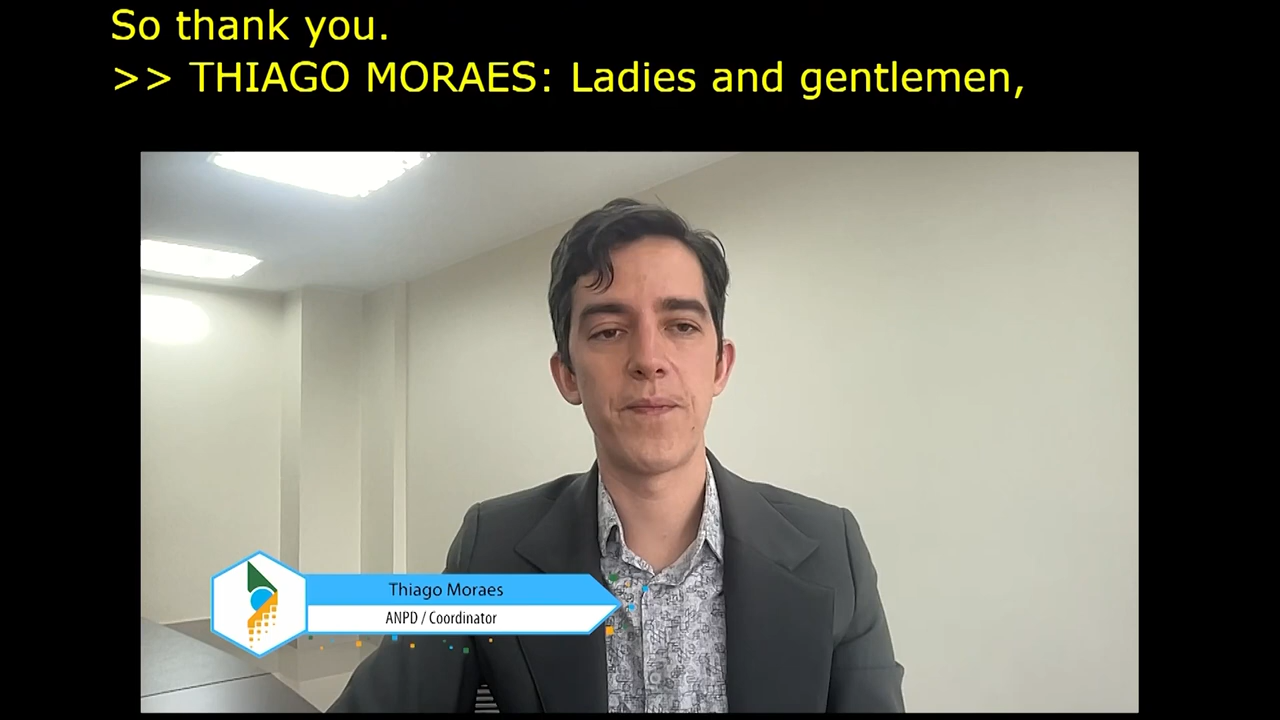 So thank you.
>> THIAGO MORAES: Ladies and gentlemen,
Thiago Moraes
ANPD / Coordinator